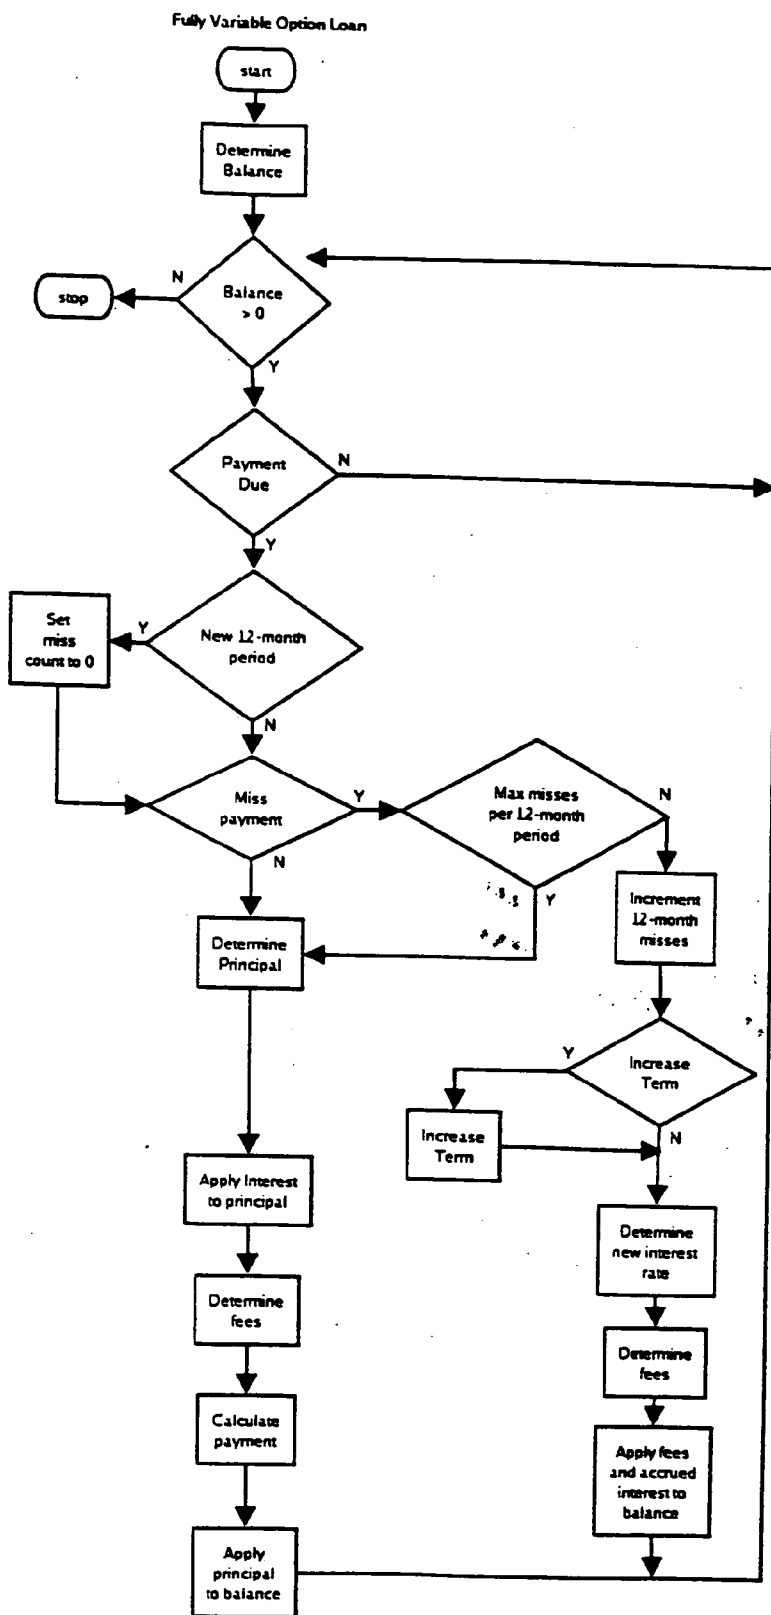 Fully Variable Option Loan
start
Determine
Balance
N
stop
Balance
> 0
Y
Payment
Due
N
Y
Set
miss
count to 0
Y
New 12-month
period
N
Miss
payment
Y
Max misses
per 12-month
period
N
N
Y
Increment
12-month
misses
Determine
Principal
Y
Increase
Term
Increase
Term
N
Apply Interest
to principal
Determine
new interest
rate
Determine
fees
Determine
fees
Calculate
payment
Apply fees
and accrued
interest to
balance
Apply
principal
to balance